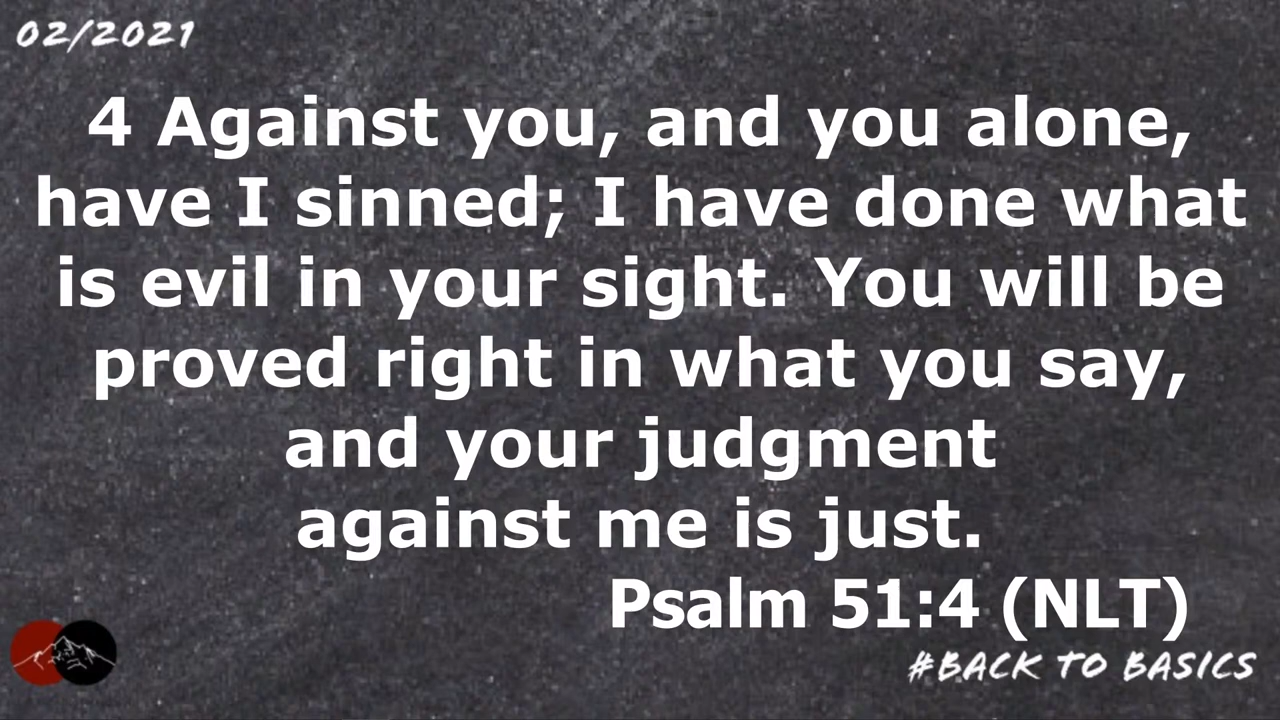 02/2021
4 Against you, and you alone,
have I sinned; I have done what
is evil in your sight. You will be
proved right in what you say,
and your judgment
against me is just.
Psalm 51:4 (NLT)
#BACK TO BASICS